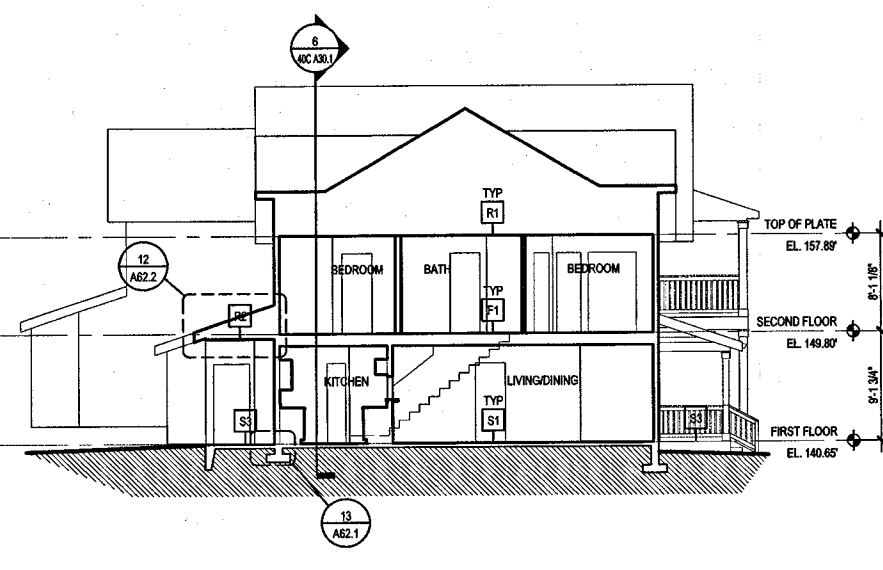 6
40C A30.1
TYP
R1
TOP OF PLATE
EL. 157.89'
12
A62.2
BEDROOM
BATH
BEDROOM
8'-1 1/8"
TYP
F1
R2
SECOND FLOOR
EL. 149.80'
KITCHEN
LIVING/DINING
9'-1 3/4"
TYP
S3
S1
S3
FIRST FLOOR
EL. 140.65'
13
A62.1